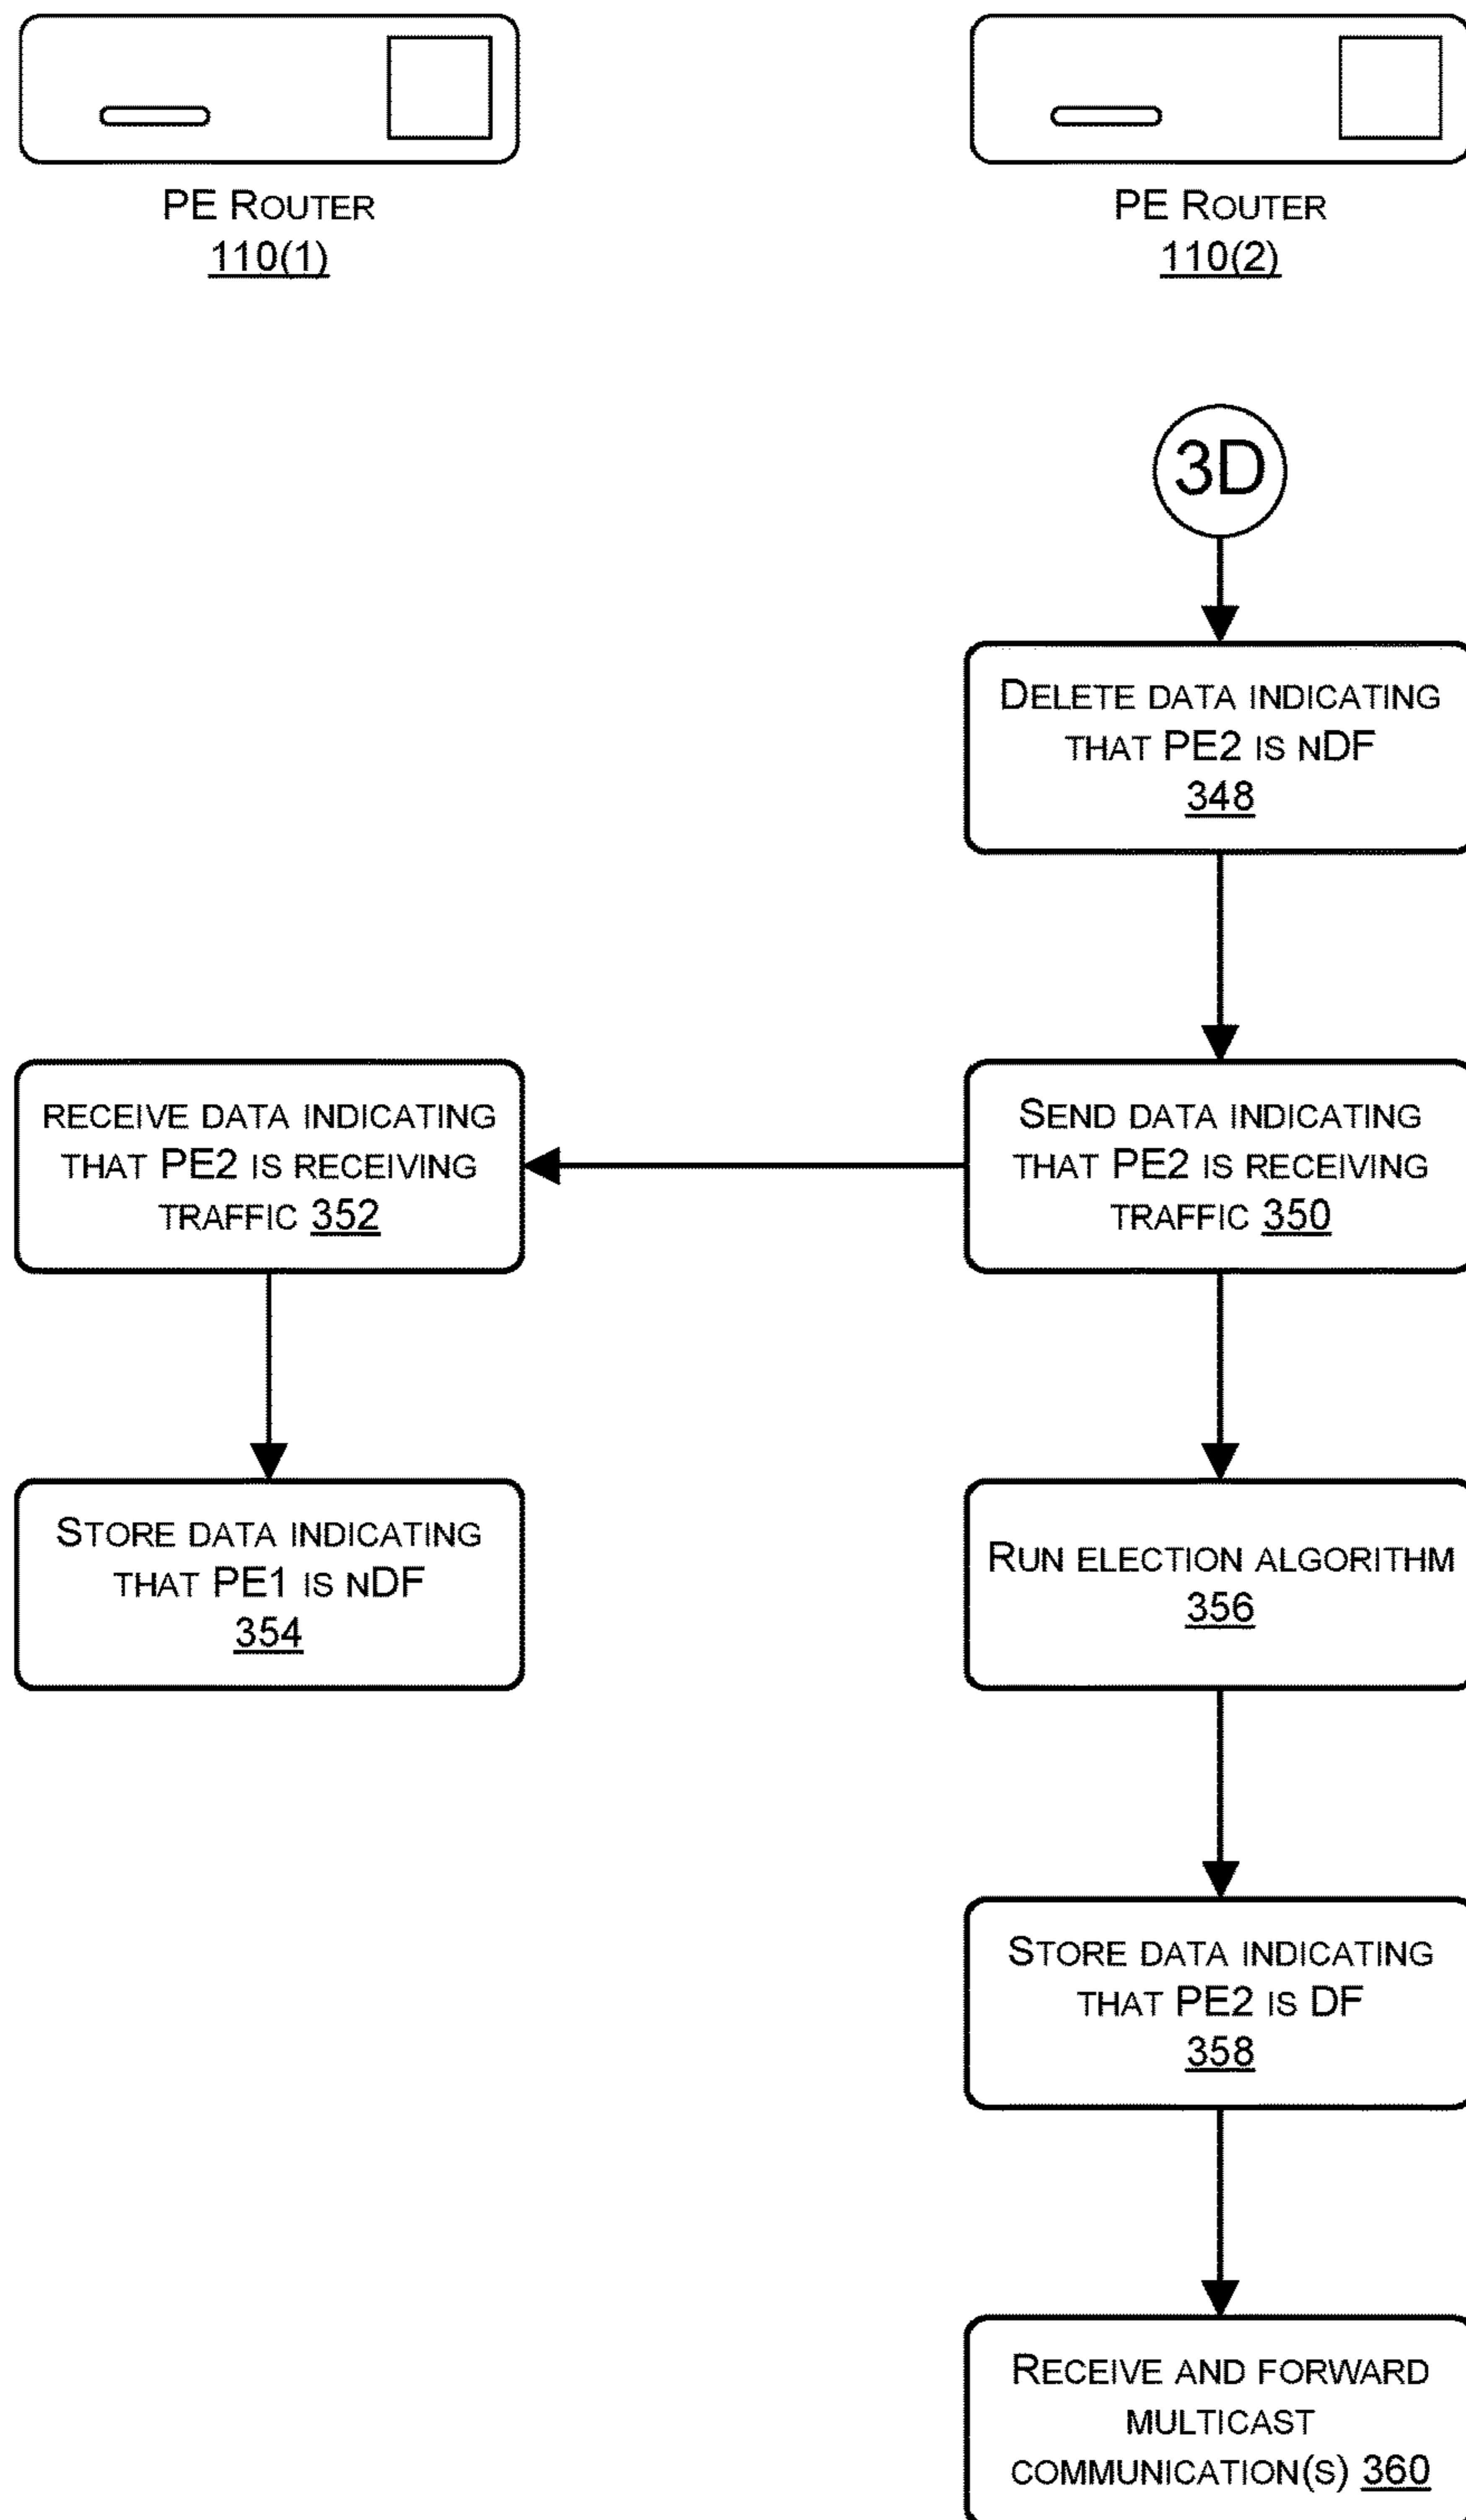 PE ROUTER
110(1)
PE ROUTER
110(2)
3D
DELETE DATA INDICATING
THAT PE2 IS NDF
348
RECEIVE DATA INDICATING
THAT PE2 IS RECEIVING
TRAFFIC 352
SEND DATA INDICATING
THAT PE2 IS RECEIVING
TRAFFIC 350
STORE DATA INDICATING
THAT PE1 IS NDF
354
RUN ELECTION ALGORITHM
356
STORE DATA INDICATING
THAT PE2 IS DF
358
RECEIVE AND FORWARD
MULTICAST
COMMUNICATION(S) 360